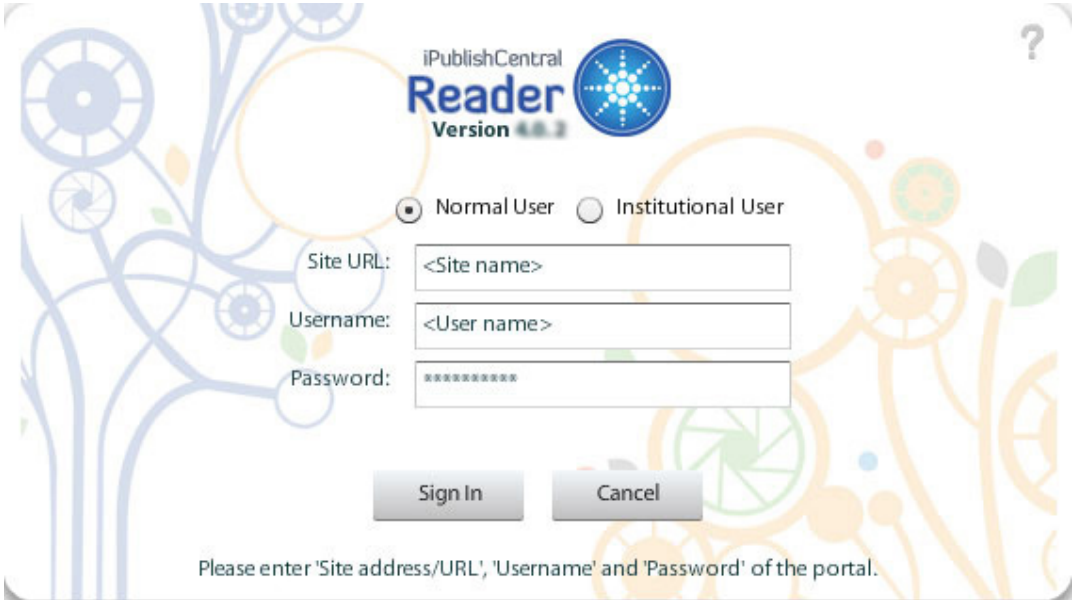 ?
iPublishCentral
Reader
Version
Normal User Institutional User
Site URL: <Site name>
Username: <User name>
Password: **********
Sign In Cancel
Please enter 'Site address/URL', 'Username' and 'Password' of the portal.